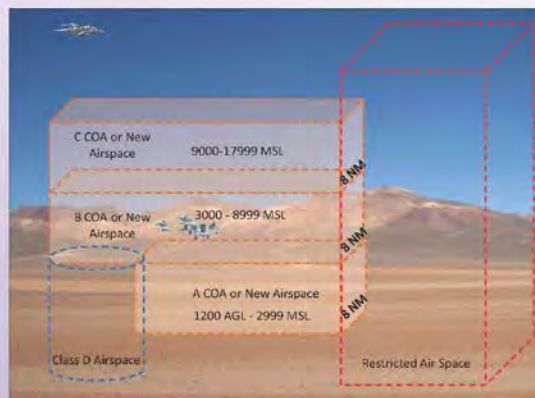 C COA or New
Airspace
9000-17999 MSL
8 NM
B COA or New
Airspace
3000 - 8999 MSL
8 NM
A COA or New Airspace
1200 AGL - 2999 MSL
8 NM
Class D Airspace
Restricted Air Space